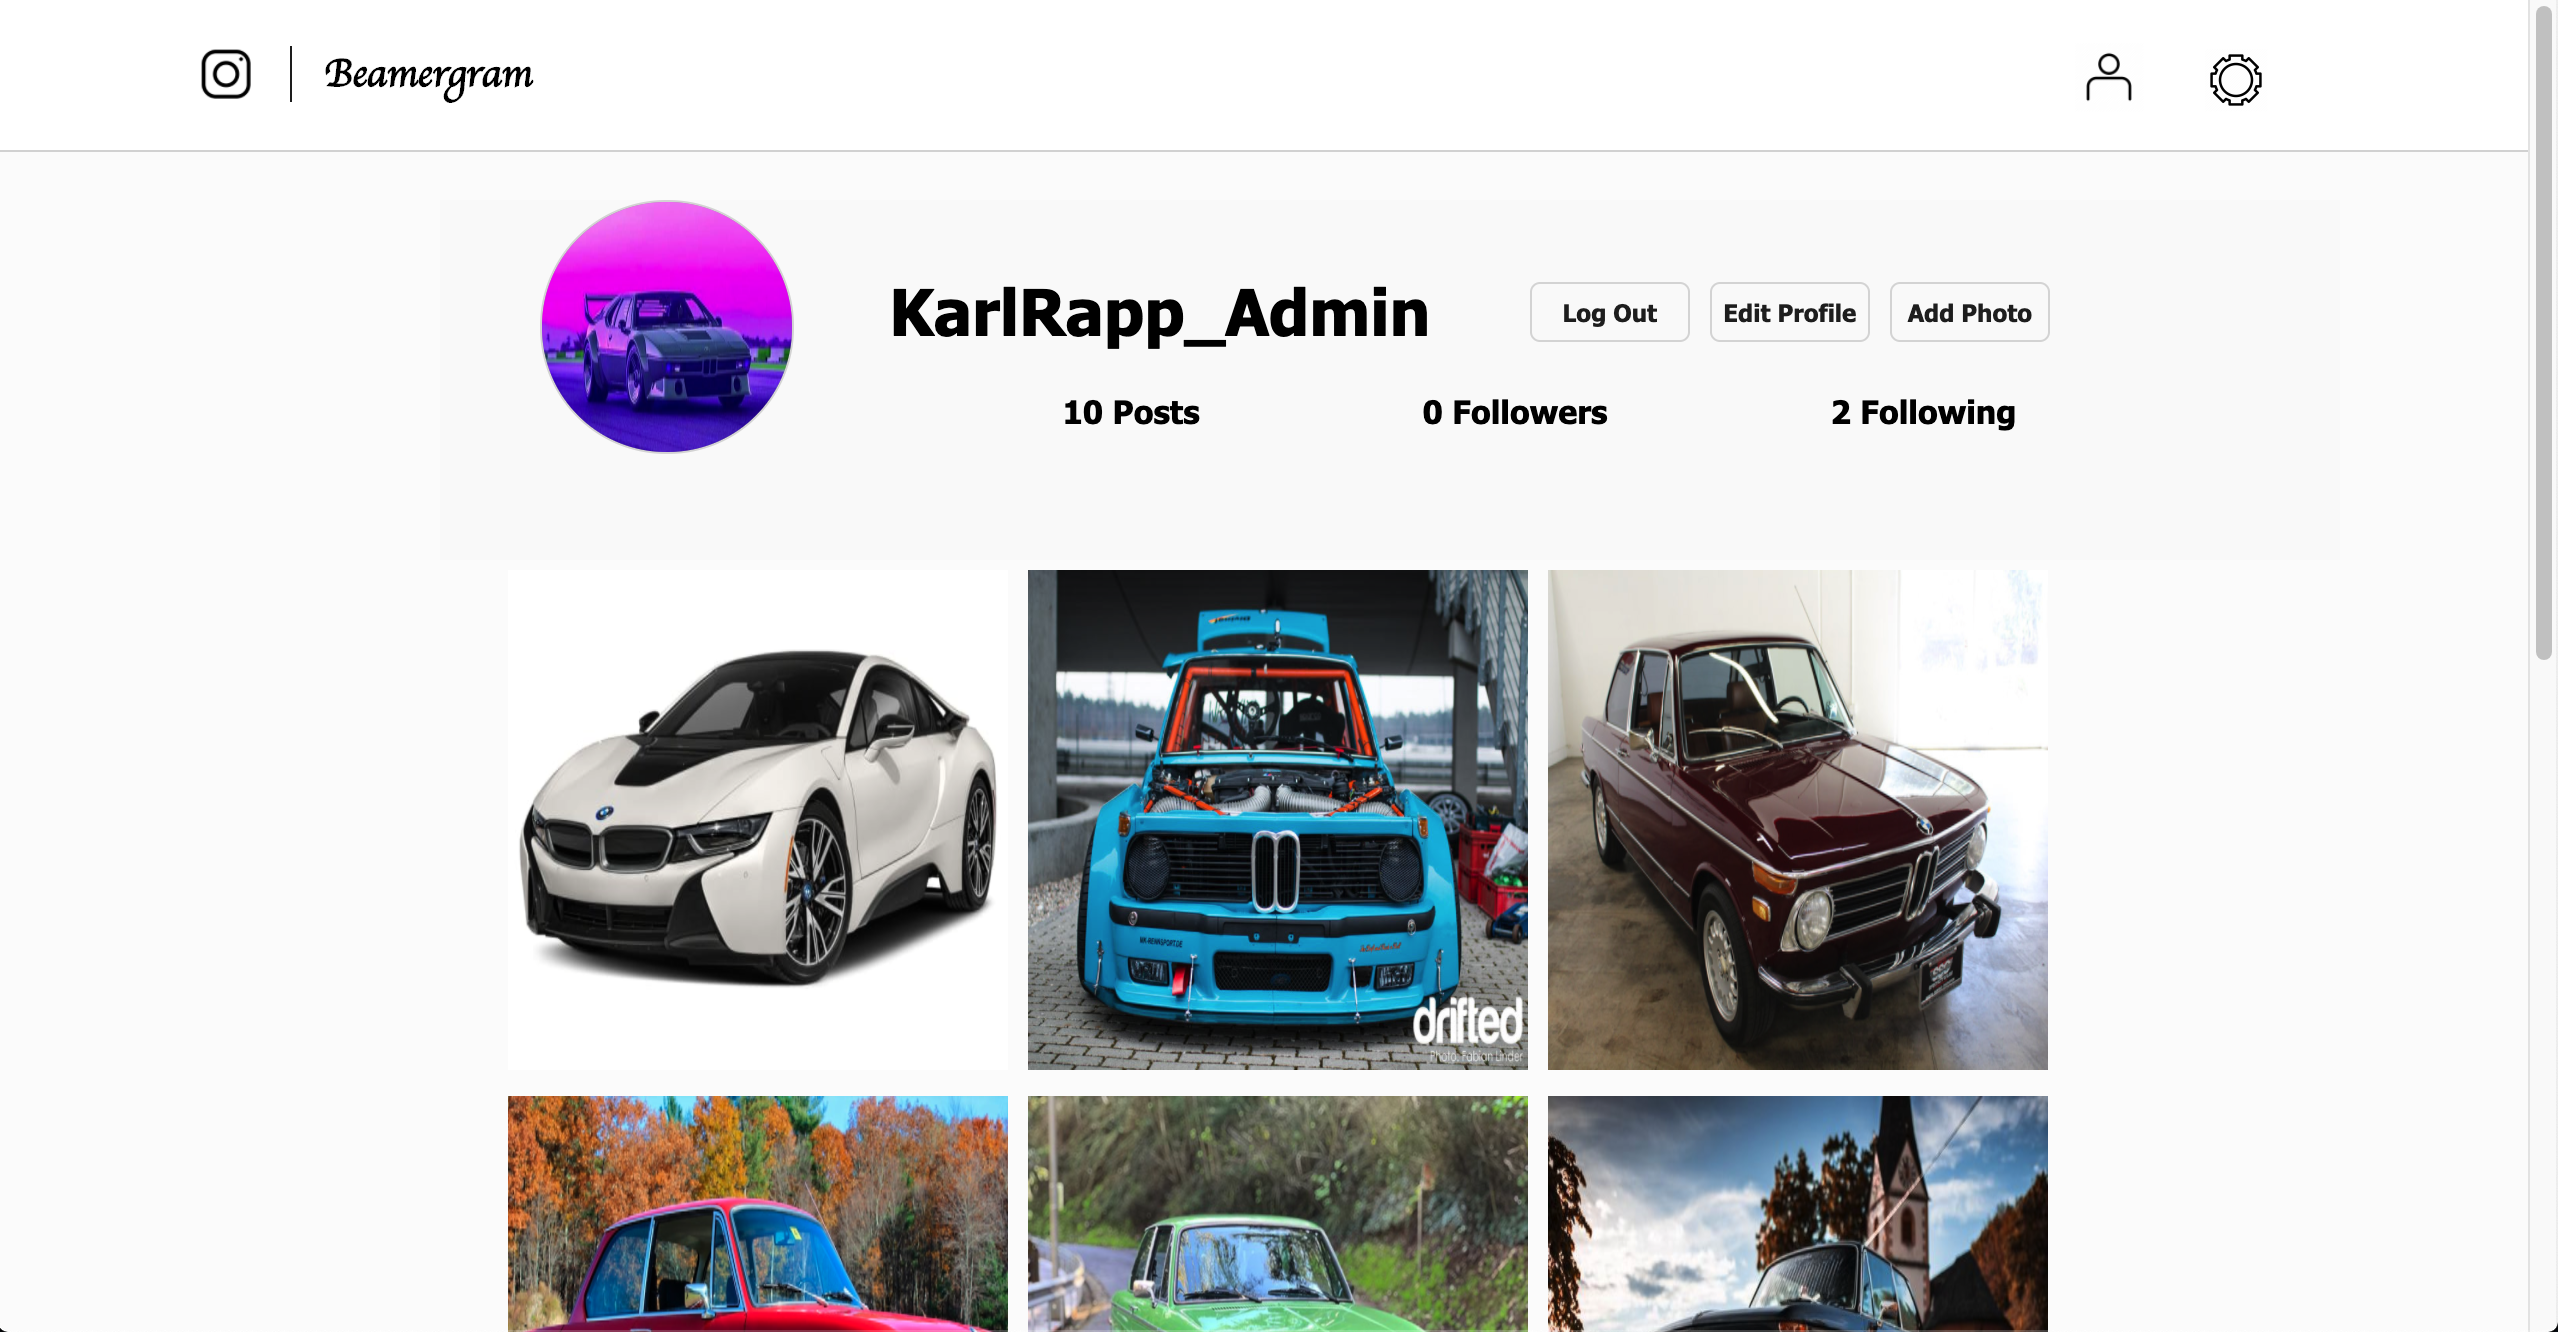 Beamergram
KarlRapp_Admin
Log Out
Edit Profile
Add Photo
10 Posts
0 Followers
2 Following
drifted
Photo: Fabian Linder